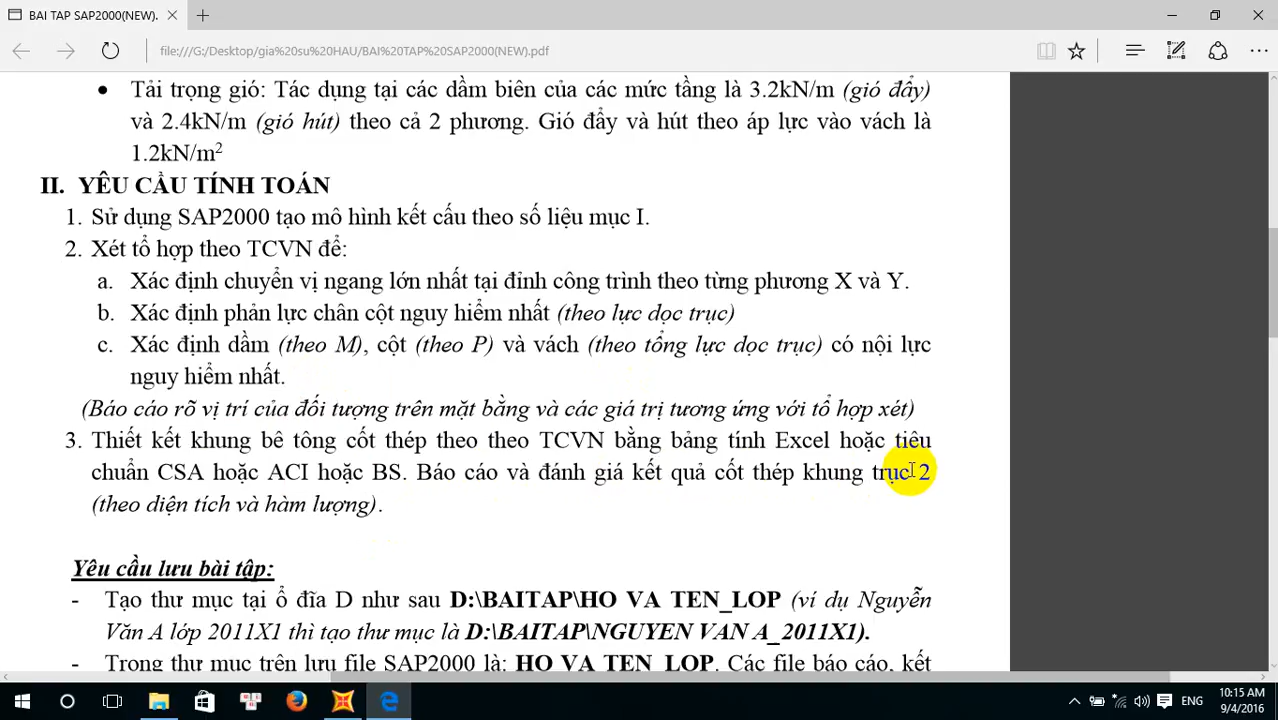 BAI TAP SAP2000(NEW).
file:///G:/Desktop/gia%20su%20HAU/BAI%20TAP%20SAP2000(NEW).pdf
• Tải trọng gió: Tác dụng tại các dầm biên của các mức tầng là 3.2kN/m (gió đẩy)
và 2.4kN/m (gió hút) theo cả 2 phương. Gió đẩy và hút theo áp lực vào vách là
1.2kN/m²
II. YÊU CẦU TÍNH TOÁN
1. Sử dụng SAP2000 tạo mô hình kết cấu theo số liệu mục I.
2. Xét tổ hợp theo TCVN để:
a. Xác định chuyển vị ngang lớn nhất tại đỉnh công trình theo từng phương X và Y.
b. Xác định phản lực chân cột nguy hiểm nhất (theo lực dọc trục)
c. Xác định dầm (theo M), cột (theo P) và vách (theo tổng lực dọc trục) có nội lực
nguy hiểm nhất.
(Báo cáo rõ vị trí của đối tượng trên mặt bằng và các giá trị tương ứng với tổ hợp xét)
3. Thiết kết khung bê tông cốt thép theo theo TCVN bằng bảng tính Excel hoặc tiêu
chuẩn CSA hoặc ACI hoặc BS. Báo cáo và đánh giá kết quả cốt thép khung trục 2
(theo diện tích và hàm lượng).
Yêu cầu lưu bài tập:
- Tạo thư mục tại ổ đĩa D như sau D:\BAITAP\HO VA TEN_LOP (ví dụ Nguyễn
Văn A lớp 2011X1 thì tạo thư mục là D:\BAITAP\NGUYEN VAN A_2011X1).
- Trong thư mục trên lưu file SAP2000 là: HO VA TEN_LOP. Các file báo cáo, kết
ENG
10:15 AM
9/4/2016